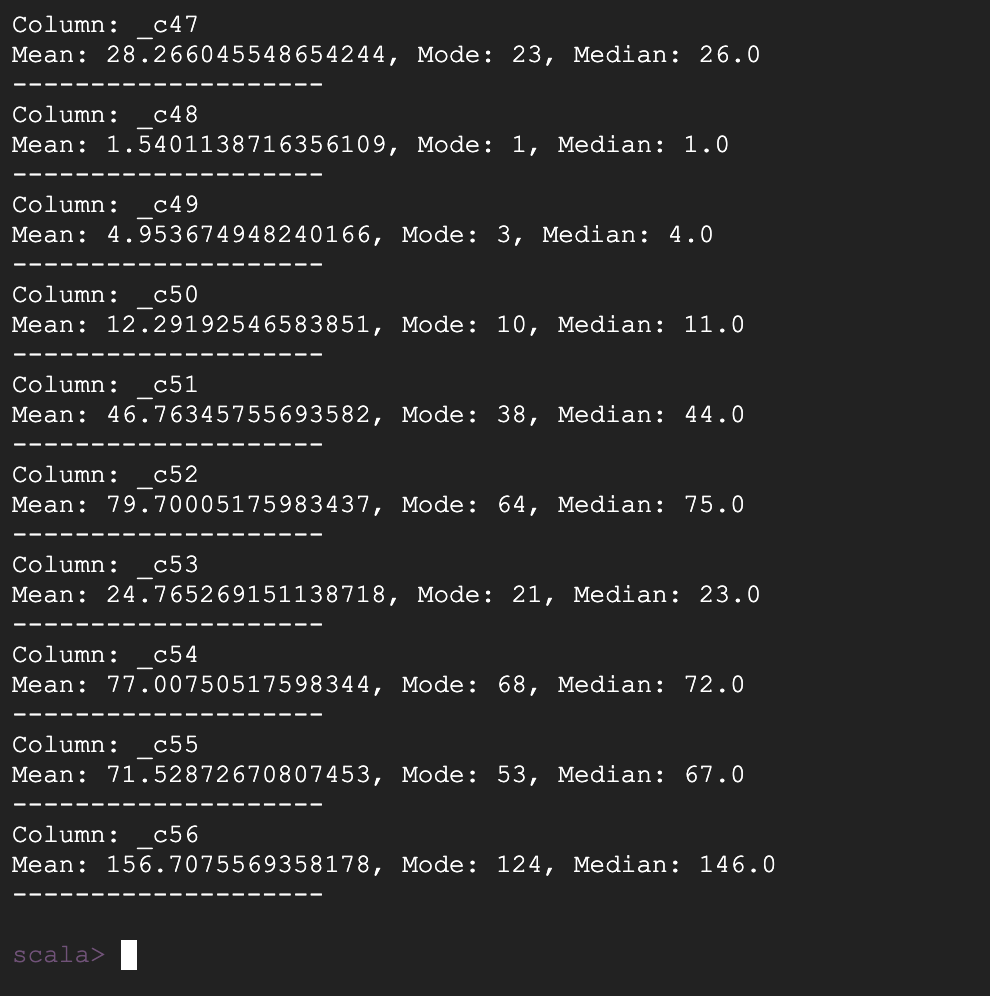 Column: _c47
Mean: 28.266045548654244, Mode: 23, Median: 26.0
--------------------
Column: _c48
Mean: 1.5401138716356109, Mode: 1, Median: 1.0
--------------------
Column: _c49
Mean: 4.953674948240166, Mode: 3, Median: 4.0
--------------------
Column: _c50
Mean: 12.29192546583851, Mode: 10, Median: 11.0
--------------------
Column: _c51
Mean: 46.76345755693582, Mode: 38, Median: 44.0
--------------------
Column: _c52
Mean: 79.70005175983437, Mode: 64, Median: 75.0
--------------------
Column: _c53
Mean: 24.765269151138718, Mode: 21, Median: 23.0
--------------------
Column: _c54
Mean: 77.00750517598344, Mode: 68, Median: 72.0
--------------------
Column: _c55
Mean: 71.52872670807453, Mode: 53, Median: 67.0
--------------------
Column: _c56
Mean: 156.7075569358178, Mode: 124, Median: 146.0
--------------------
scala>